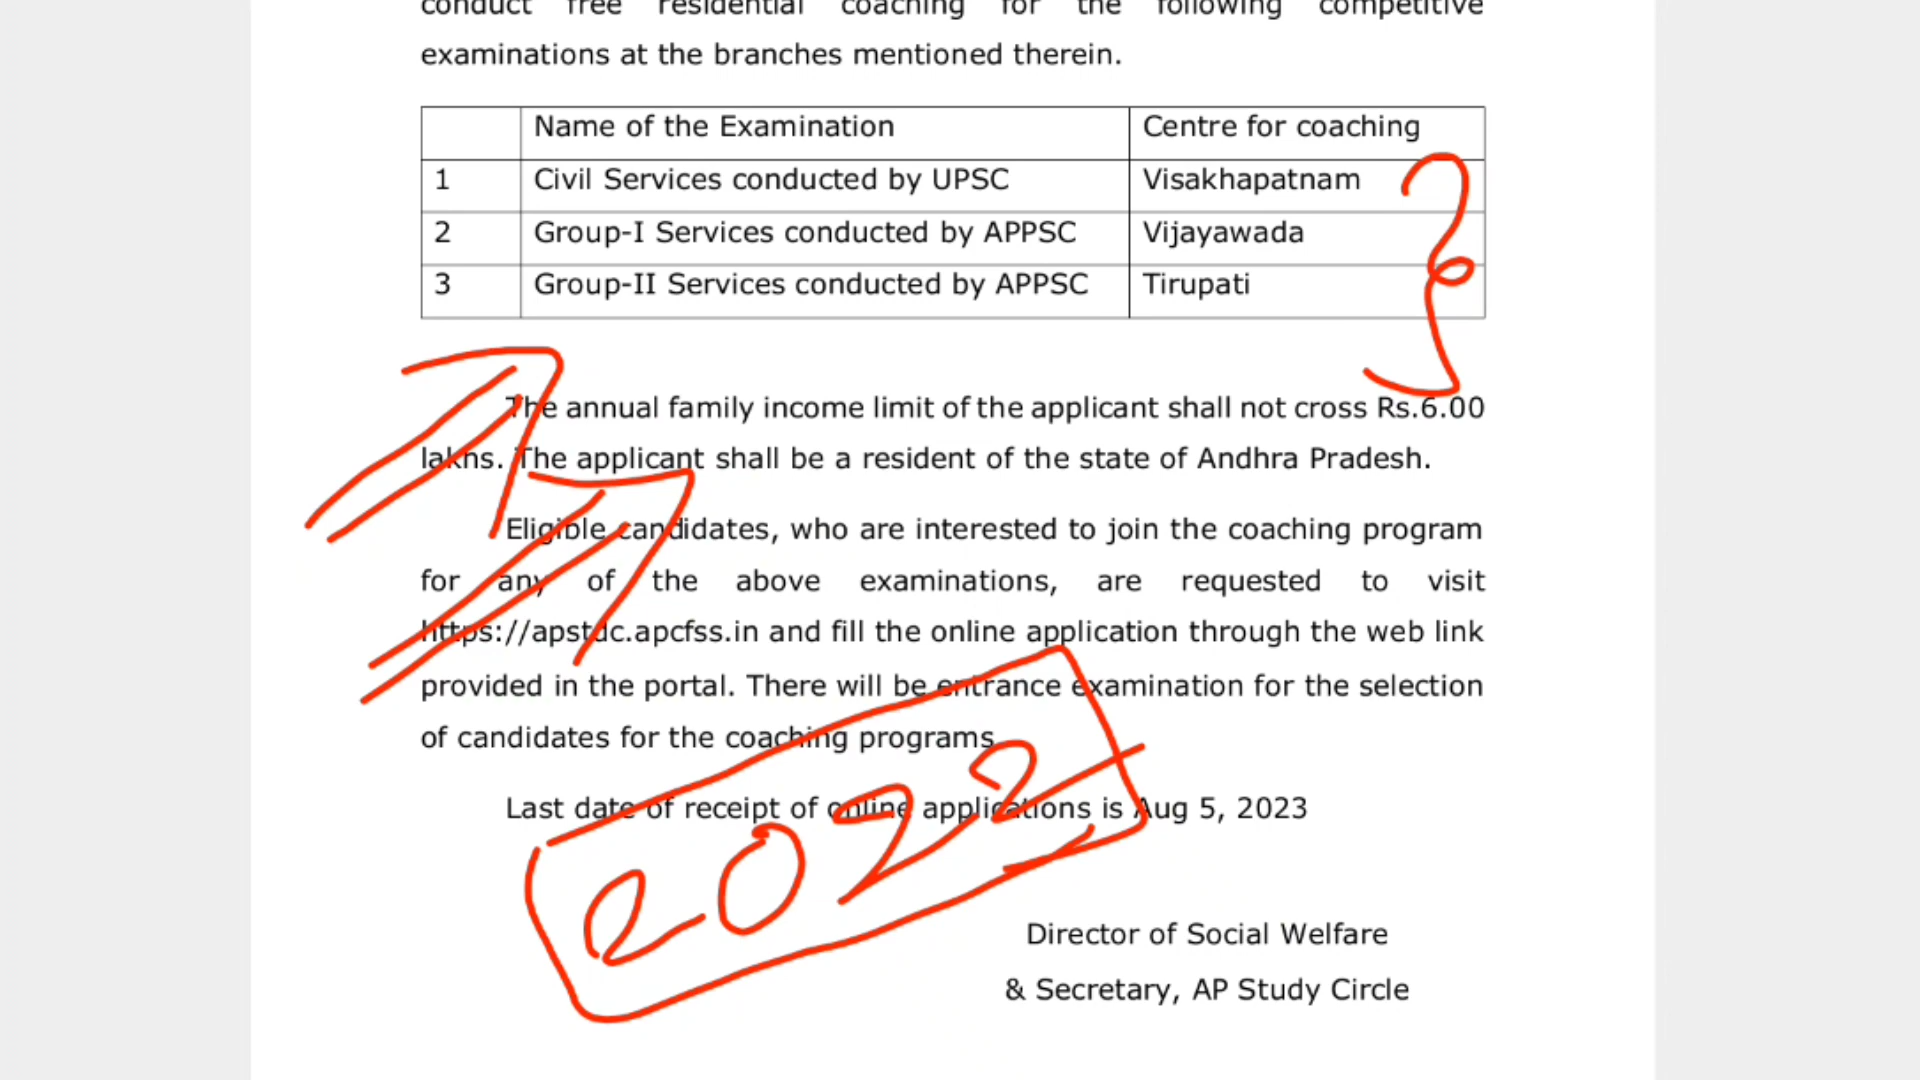 conduct free residential coaching for the following competitive
examinations at the branches mentioned therein.
Name of the Examination Centre for coaching
1 Civil Services conducted by UPSC Visakhapatnam
2 Group-I Services conducted by APPSC Vijayawada
3 Group-II Services conducted by APPSC Tirupati
The annual family income limit of the applicant shall not cross Rs.6.00
lakhs. The applicant shall be a resident of the state of Andhra Pradesh.
Eligible candidates, who are interested to join the coaching program
for any of the above examinations, are requested to visit
https://apstdc.apcfss.in and fill the online application through the web link
provided in the portal. There will be entrance examination for the selection
of candidates for the coaching programs.
Last date of receipt of online applications is Aug 5, 2023
2022
Director of Social Welfare
& Secretary, AP Study Circle